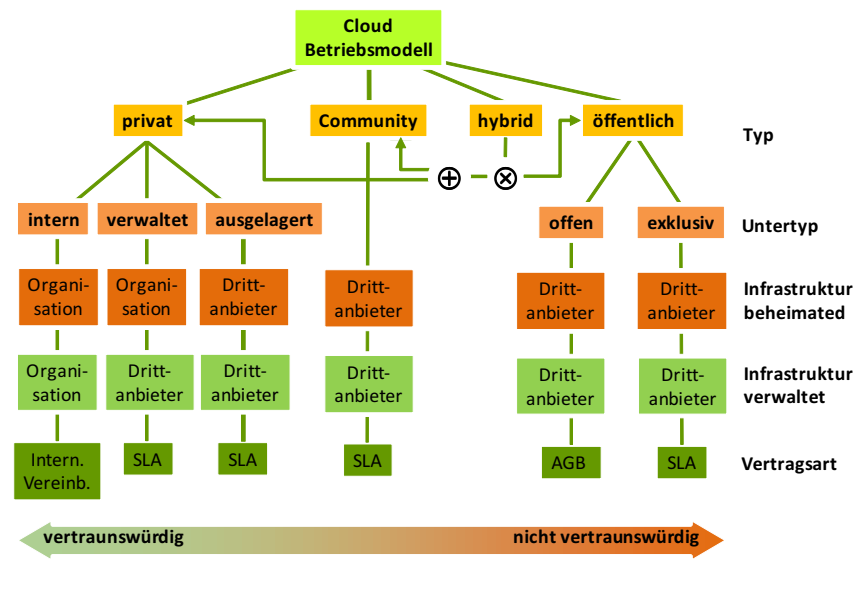 Cloud
Betriebsmodell
privat
Community
hybrid
öffentlich
Typ
intern
verwaltet
ausgelagert
offen
exklusiv
Untertyp
Organi-
sation
Organi-
sation
Dritt-
anbieter
Dritt-
anbieter
Dritt-
anbieter
Dritt-
anbieter
Infrastruktur
beheimated
Organi-
sation
Dritt-
anbieter
Dritt-
anbieter
Dritt-
anbieter
Dritt-
anbieter
Dritt-
anbieter
Infrastruktur
verwaltet
Intern.
Vereinb.
SLA
SLA
SLA
AGB
SLA
Vertragsart
vertraunswürdig
nicht vertraunswürdig